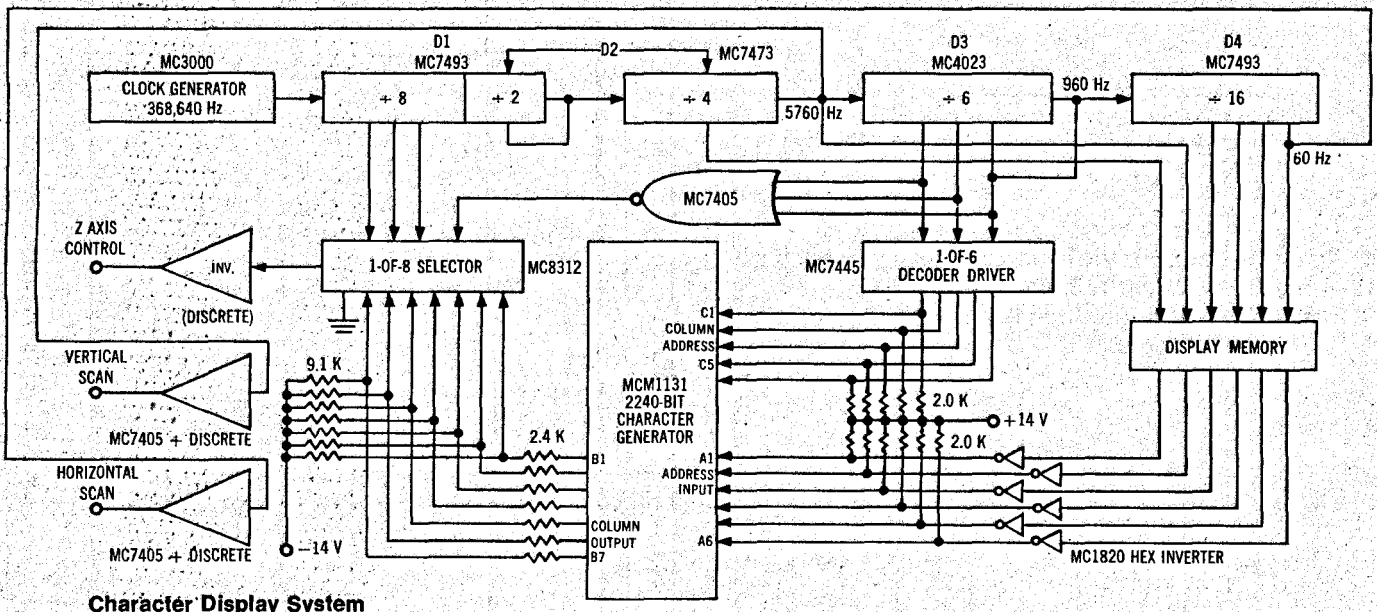 D1
D2
MC7473
D3
D4
MC3000
MC7493
MC4023
MC7493
CLOCK GENERATOR
368,640 Hz
÷ 8
÷ 2
÷ 4
5760 Hz
÷ 6
960 Hz
÷ 16
60 Hz
MC7405
Z AXIS
CONTROL
INV.
(DISCRETE)
1-OF-8 SELECTOR
MC8312
MC7445
1-OF-6
DECODER DRIVER
DISPLAY MEMORY
VERTICAL
SCAN
MC7405 + DISCRETE
9.1 K
C1
COLUMN
ADDRESS
C5
MCM1131
2240-BIT
CHARACTER
GENERATOR
2.0 K
+14 V
2.0 K
2.4 K
B1
A1
ADDRESS
INPUT
HORIZONTAL
SCAN
MC7405 + DISCRETE
−14 V
COLUMN
OUTPUT
B7
A6
MC1820 HEX INVERTER
Character Display System